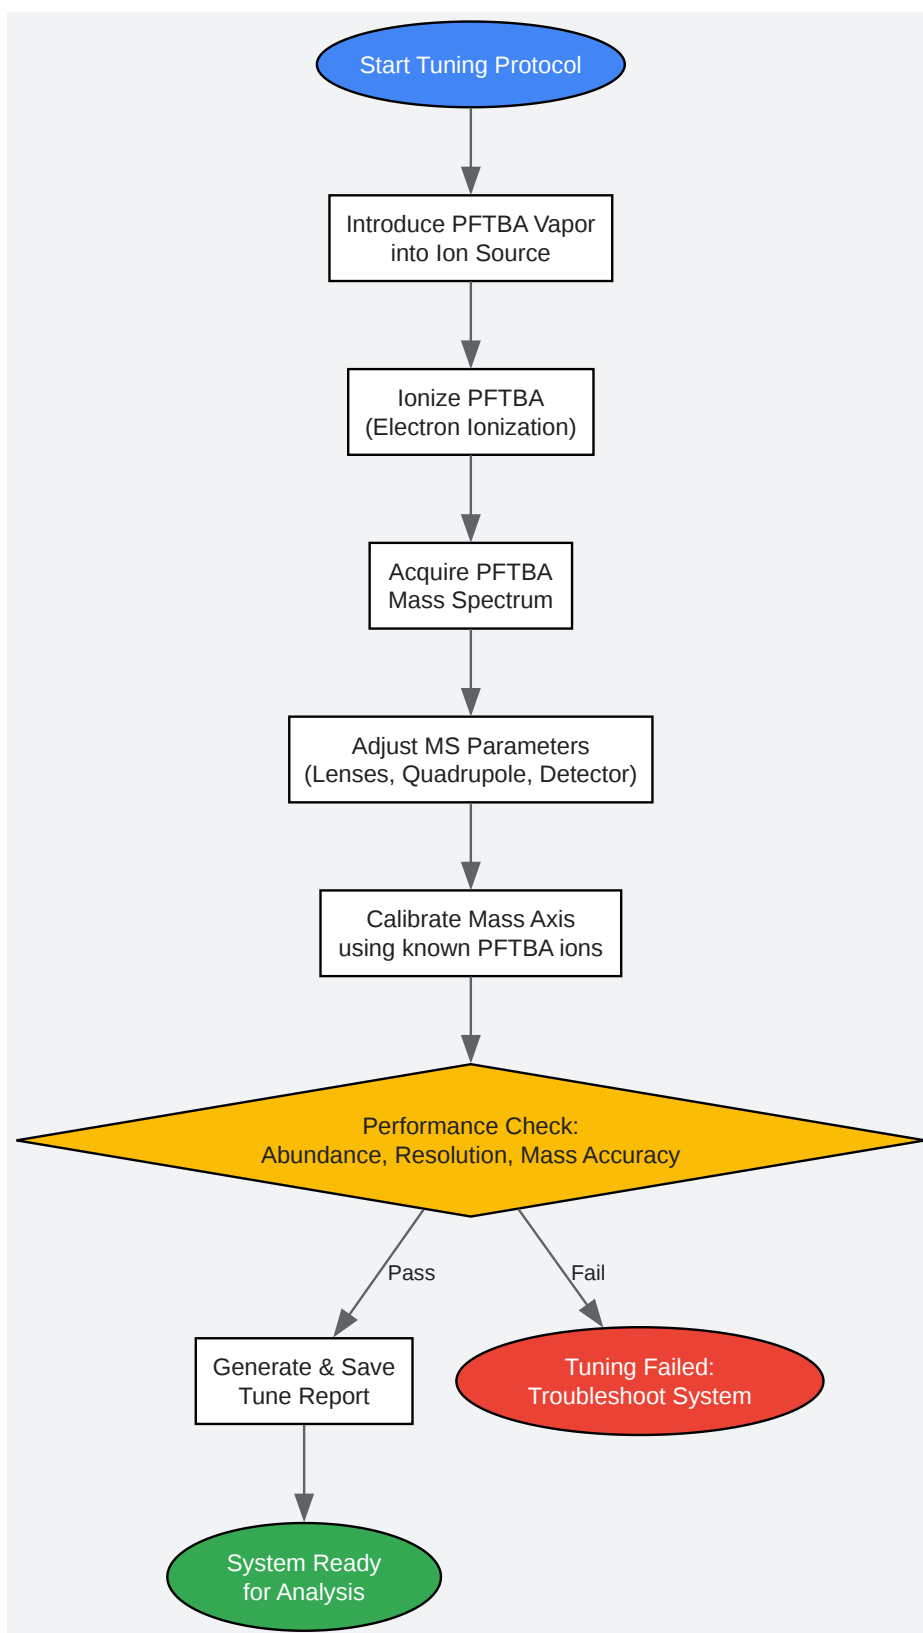 Start Tuning Protocol
Introduce PFTBA Vapor
into Ion Source
Ionize PFTBA
(Electron Ionization)
Acquire PFTBA
Mass Spectrum
Adjust MS Parameters
(Lenses, Quadrupole, Detector)
Calibrate Mass Axis
using known PFTBA ions
Performance Check:
Abundance, Resolution, Mass Accuracy
Pass
Fail
Generate & Save
Tune Report
Tuning Failed:
Troubleshoot System
System Ready
for Analysis